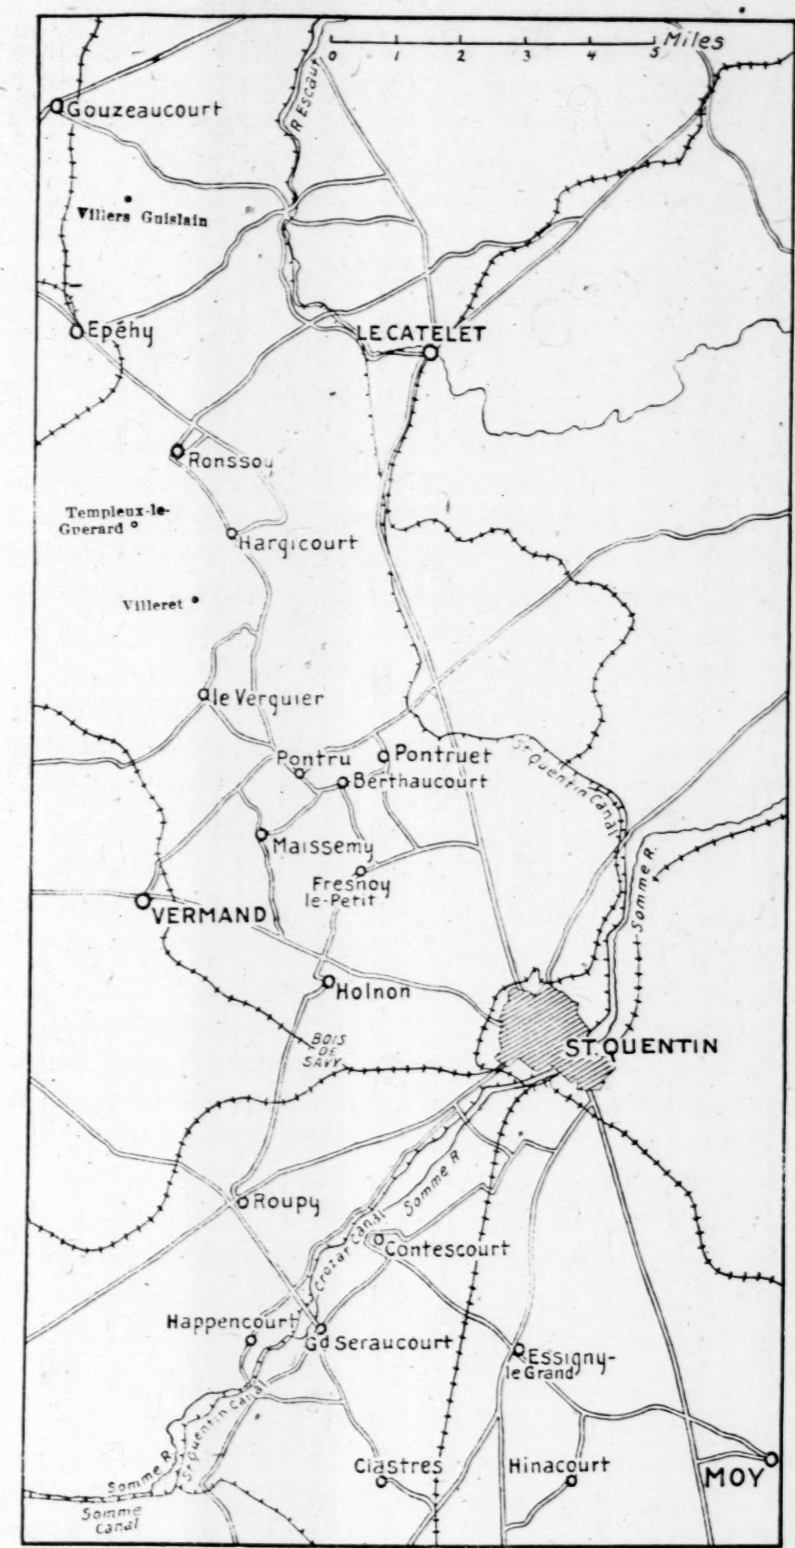 0 1 2 3 4 5 Miles
R Escaut
Gouzeaucourt
Villers Guislain
Epéhy
LE CATELET
Ronssoy
Templeux-le-
Guerard
Hargicourt
Villeret
le Verguier
Pontru
Pontruet
Berthaucourt
St Quentin Canal
Maissemy
Fresnoy
le-Petit
Somme R.
VERMAND
Holnon
BOIS
DE
SAVY
ST. QUENTIN
Roupy
Somme R
Crozar Canal
Contescourt
Happencourt
Gd Seraucourt
Essigny-
le Grand
St Quentin Canal
Somme R
Somme
Canal
Clastres
Hinacourt
MOY